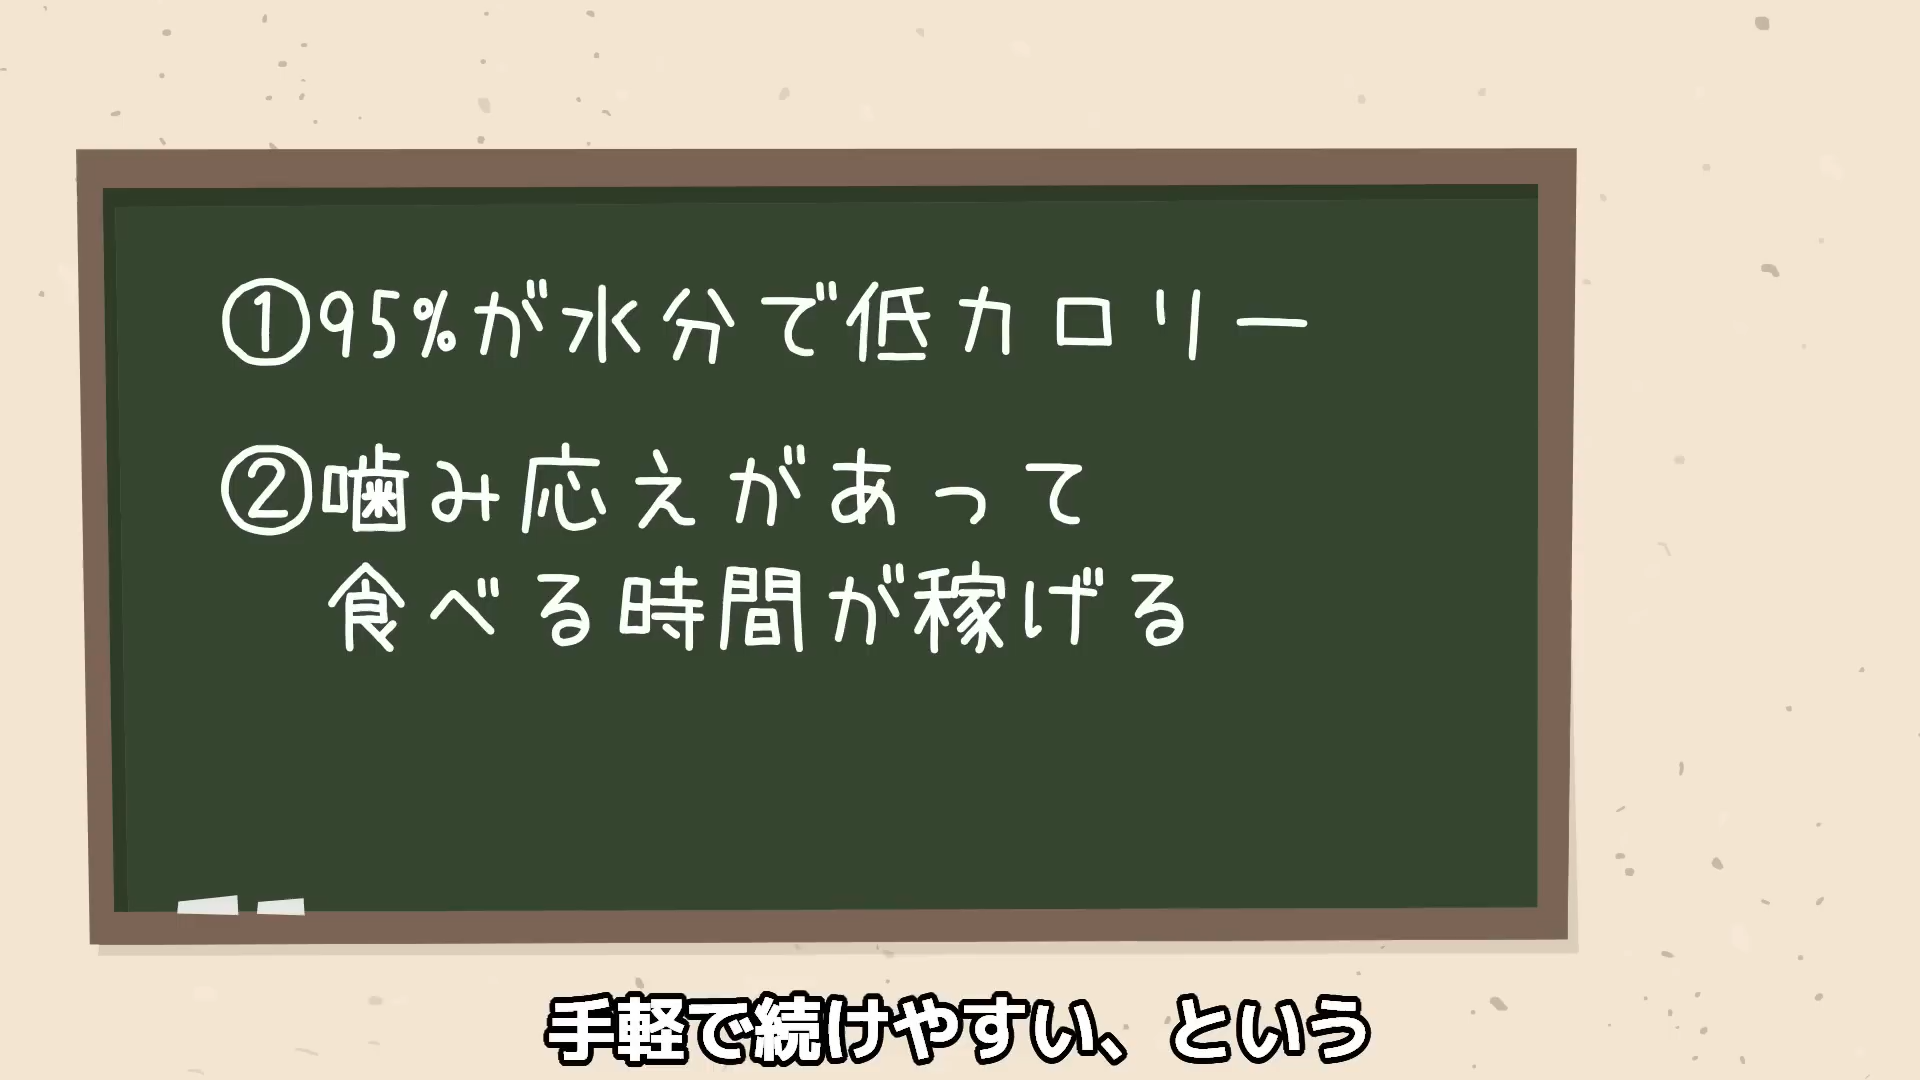 ①95%が水分で低カロリー
②噛み応えがあって
食べる時間が稼げる
手軽で続けやすい、という